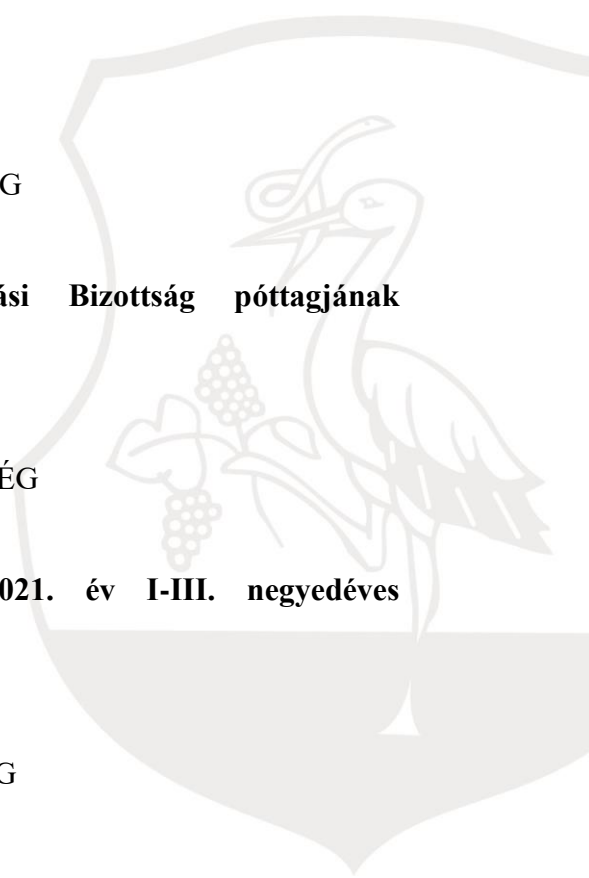 G
ási Bizottság póttagjának
ÉG
021. év I-III. negyedéves
G